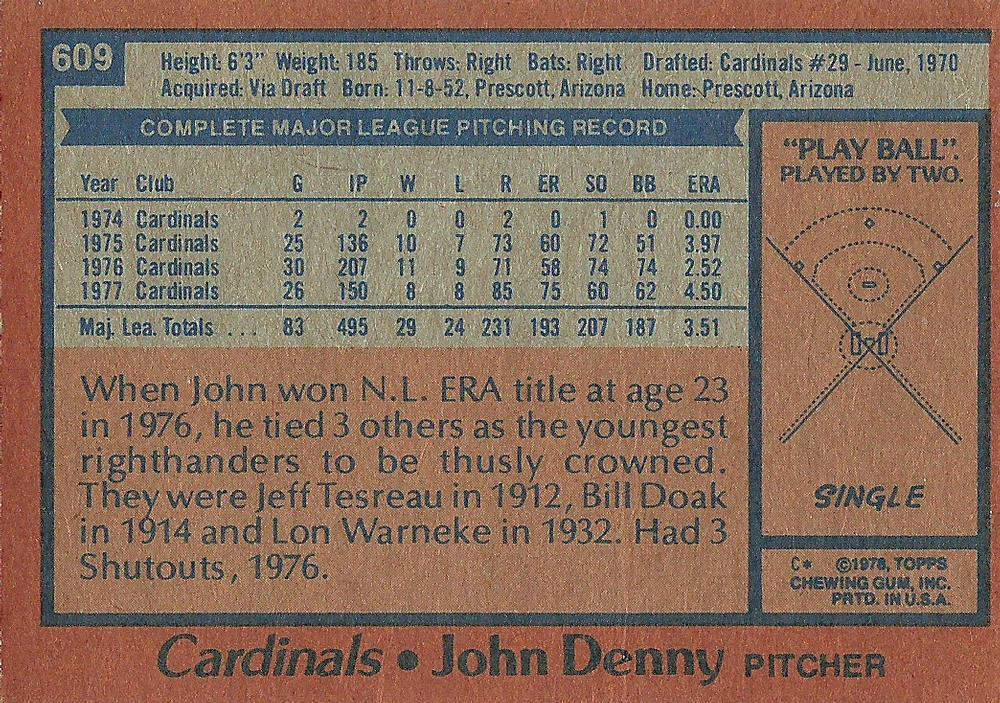 609
Height: 6'3" Weight: 185 Throws: Right Bats: Right Drafted: Cardinals #29 - June, 1970
Acquired: Via Draft Born: 11-8-52, Prescott, Arizona Home: Prescott, Arizona
COMPLETE MAJOR LEAGUE PITCHING RECORD
Year Club G IP W L R ER SO BB ERA
1974 Cardinals 2 2 0 0 2 0 1 0 0.00
1975 Cardinals 25 136 10 7 73 60 72 51 3.97
1976 Cardinals 30 207 11 9 71 58 74 74 2.52
1977 Cardinals 26 150 8 8 85 75 60 62 4.50
Maj. Lea. Totals . . . 83 495 29 24 231 193 207 187 3.51
When John won N.L. ERA title at age 23
in 1976, he tied 3 others as the youngest
righthanders to be thusly crowned.
They were Jeff Tesreau in 1912, Bill Doak
in 1914 and Lon Warneke in 1932. Had 3
Shutouts, 1976.
"PLAY BALL".
PLAYED BY TWO.
SINGLE
C* ©1978, TOPPS
CHEWING GUM, INC.
PRTD. IN U.S.A.
Cardinals • John Denny PITCHER